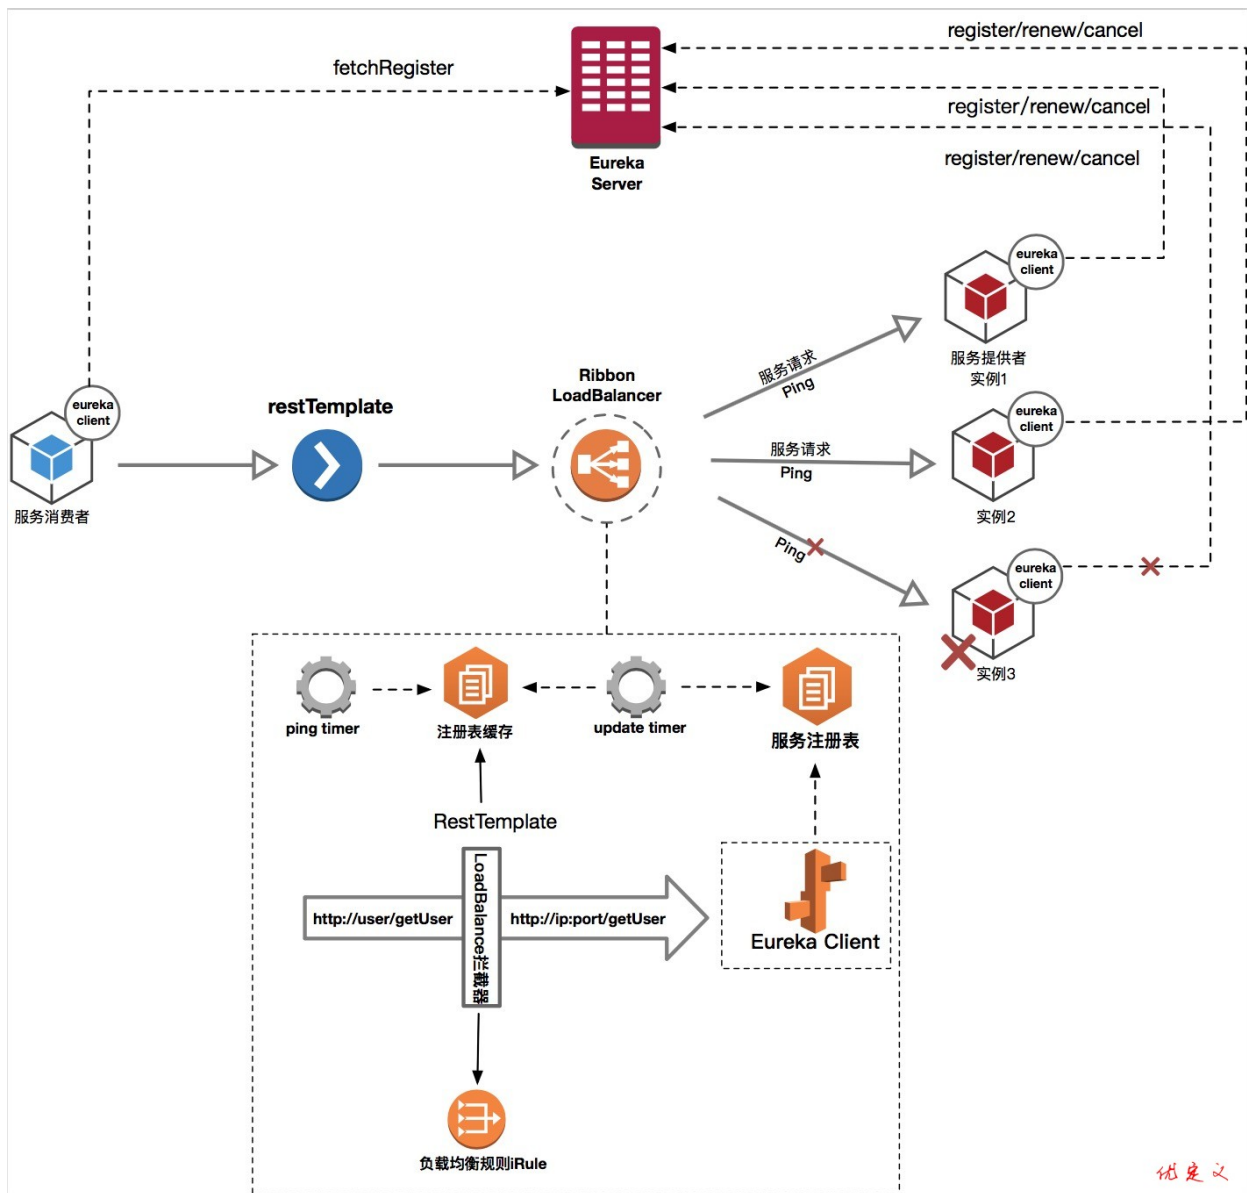 register/renew/cancel
fetchRegister
register/renew/cancel
register/renew/cancel
Eureka
Server
eureka
client
服务提供者
实例1
服务请求
Ping
Ribbon
LoadBalancer
restTemplate
eureka
client
服务消费者
服务请求
Ping
eureka
client
实例2
Ping
eureka
client
实例3
ping timer
注册表缓存
update timer
服务注册表
RestTemplate
http://user/getUser
LoadBalance拦截器
http://ip:port/getUser
Eureka Client
负载均衡规则iRule
优定义